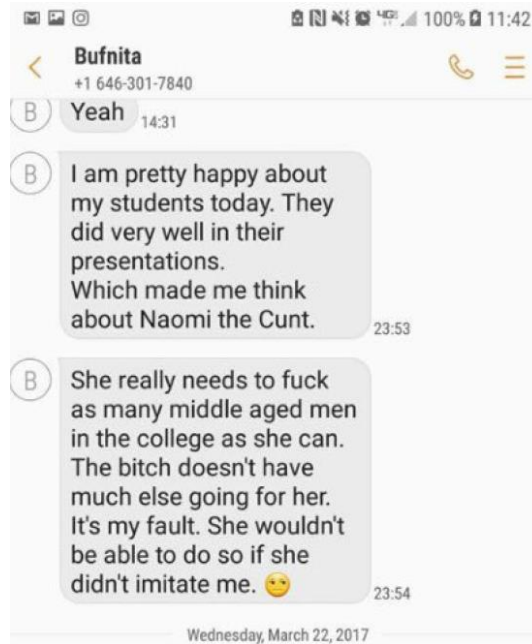 4G 100% 11:42
Bufnita
+1 646-301-7840
B
Yeah
14:31
B
I am pretty happy about
my students today. They
did very well in their
presentations.
Which made me think
about Naomi the Cunt.
23:53
B
She really needs to fuck
as many middle aged men
in the college as she can.
The bitch doesn't have
much else going for her.
It's my fault. She wouldn't
be able to do so if she
didn't imitate me. 😒
23:54
Wednesday, March 22, 2017